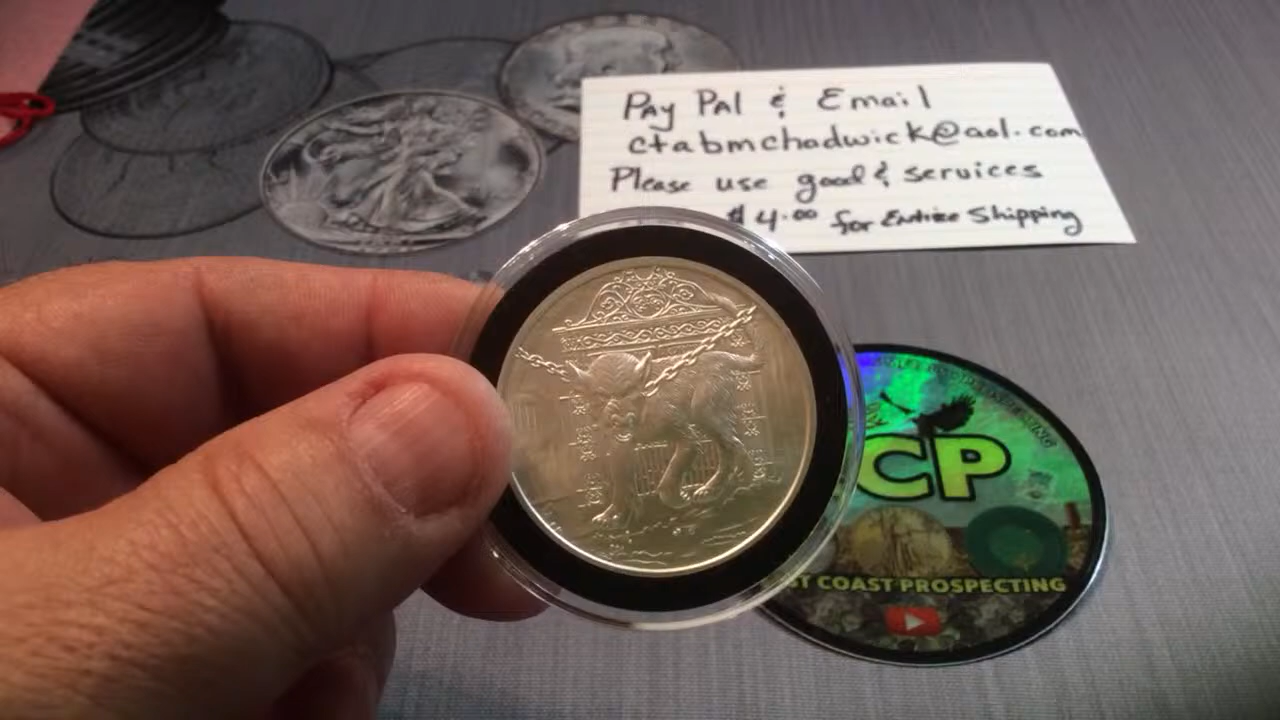 Pay Pal & Email
ctabmchadwick@aol.com
Please use good & services
$4.00 for Entire Shipping
CP
ST COAST PROSPECTING